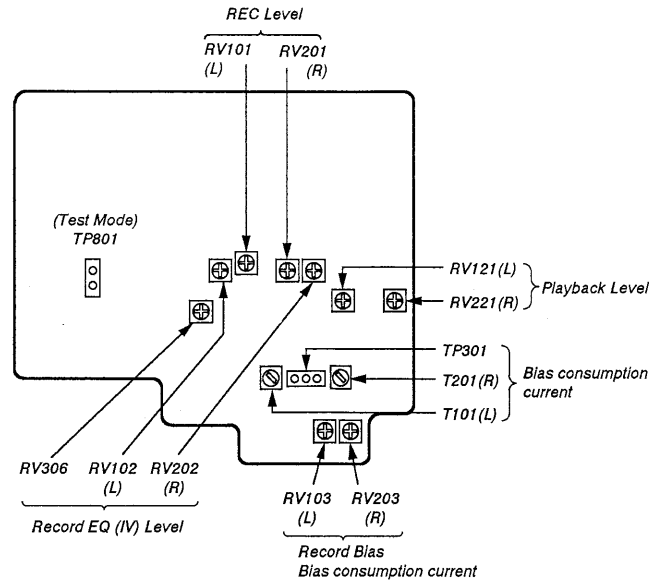 REC Level
RV101 RV201
(L) (R)
(Test Mode)
TP801
RV121(L)
RV221(R)
Playback Level
TP301
T201(R)
T101(L)
Bias consumption
current
RV306 RV102 RV202
(L) (R)
Record EQ (IV) Level
RV103 RV203
(L) (R)
Record Bias
Bias consumption current